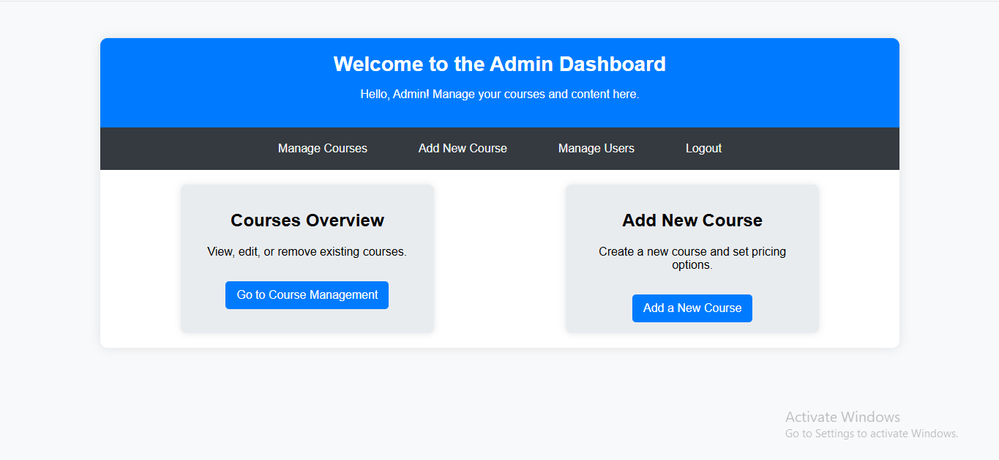 Welcome to the Admin Dashboard
Hello, Admin! Manage your courses and content here.
Manage Courses
Add New Course
Manage Users
Logout
Courses Overview
View, edit, or remove existing courses.
Go to Course Management
Add New Course
Create a new course and set pricing
options.
Add a New Course
Activate Windows
Go to Settings to activate Windows.